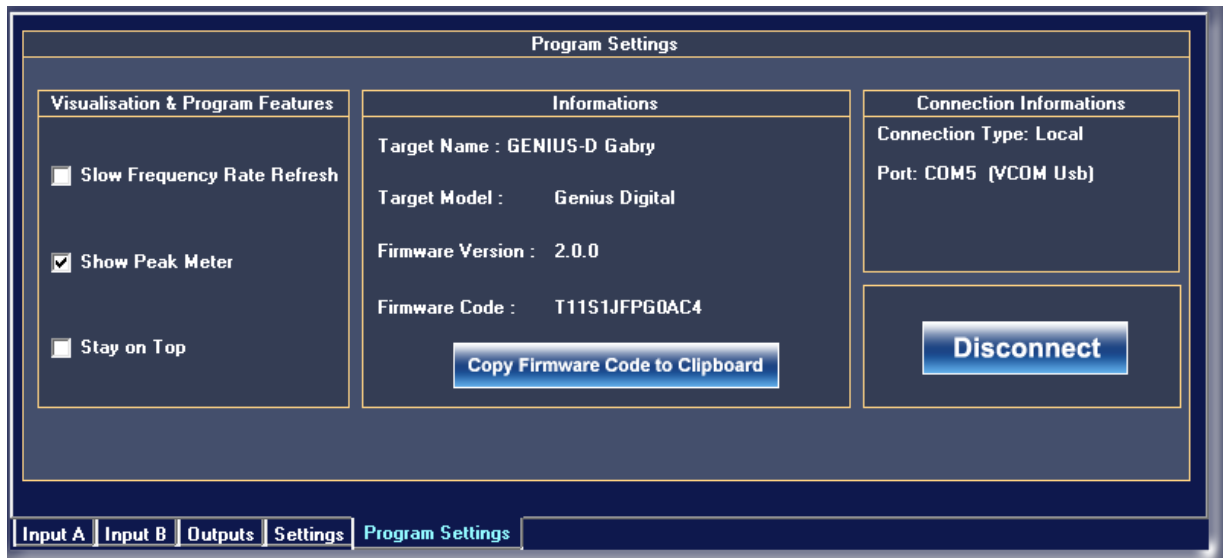 Program Settings
Visualisation & Program Features
Slow Frequency Rate Refresh
Show Peak Meter
Stay on Top
Informations
Target Name : GENIUS-D Gabry
Target Model : Genius Digital
Firmware Version : 2.0.0
Firmware Code : T11S1JFPG0AC4
Copy Firmware Code to Clipboard
Connection Informations
Connection Type: Local
Port: COM5 (VCOM Usb)
Disconnect
Input A Input B Outputs Settings Program Settings